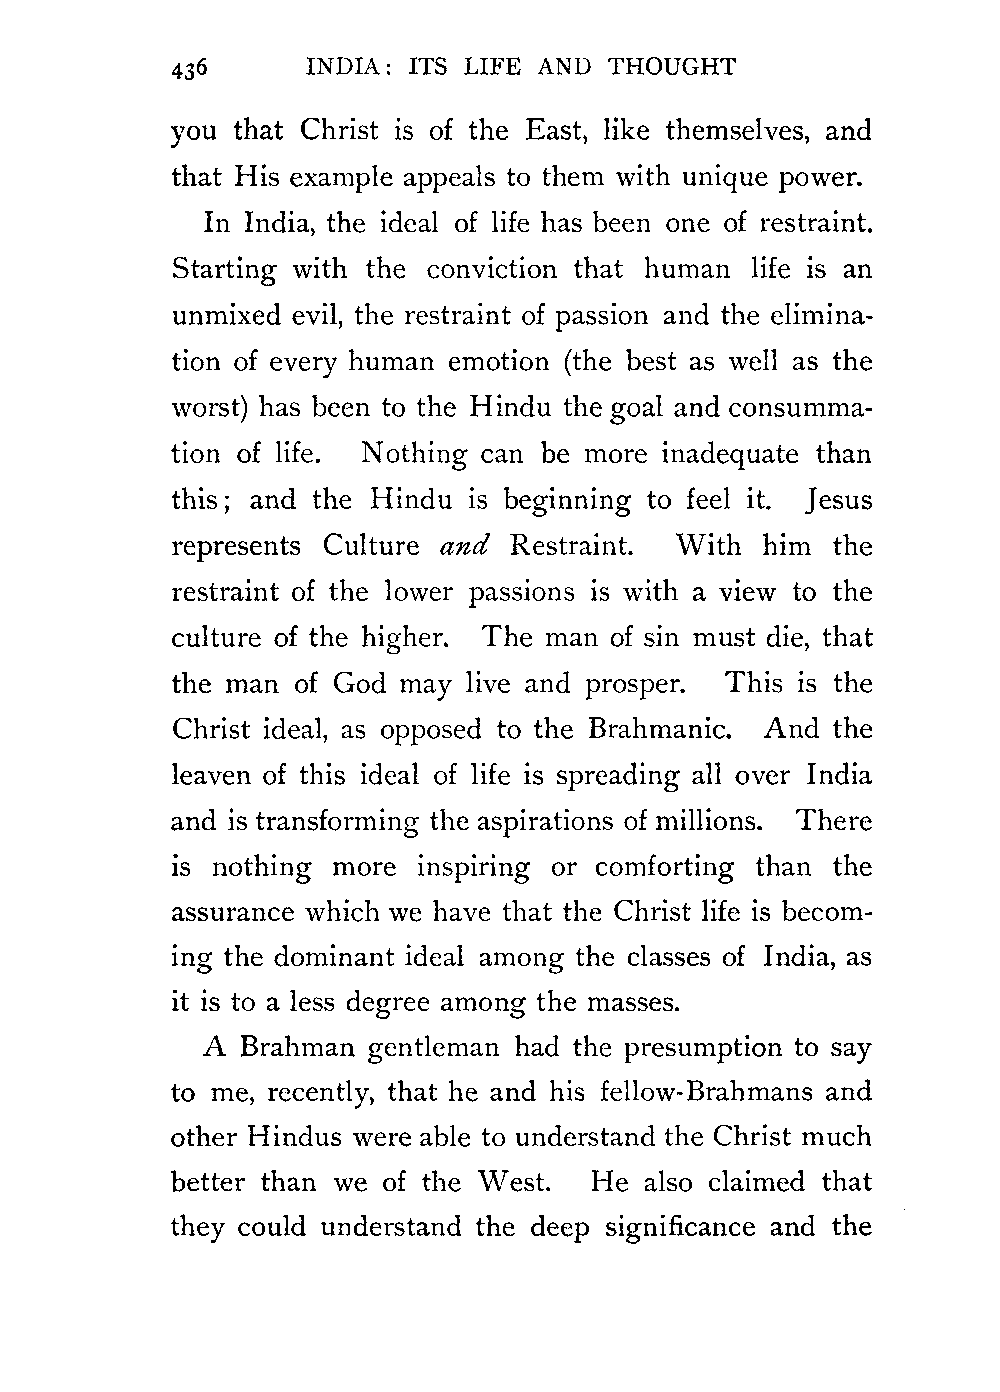 436 INDIA: ITS LIFE AND THOUGHT
you that Christ is of the East, like themselves, and
that His example appeals to them with unique power.
In India, the ideal of life has been one of restraint.
Starting with the conviction that human life is an
unmixed evil, the restraint of passion and the elimina-
tion of every human emotion (the best as well as the
worst) has been to the Hindu the goal and consumma-
tion of life. Nothing can be more inadequate than
this; and the Hindu is beginning to feel it. Jesus
represents Culture and Restraint. With him the
restraint of the lower passions is with a view to the
culture of the higher. The man of sin must die, that
the man of God may live and prosper. This is the
Christ ideal, as opposed to the Brahmanic. And the
leaven of this ideal of life is spreading all over India
and is transforming the aspirations of millions. There
is nothing more inspiring or comforting than the
assurance which we have that the Christ life is becom-
ing the dominant ideal among the classes of India, as
it is to a less degree among the masses.
A Brahman gentleman had the presumption to say
to me, recently, that he and his fellow-Brahmans and
other Hindus were able to understand the Christ much
better than we of the West. He also claimed that
they could understand the deep significance and the